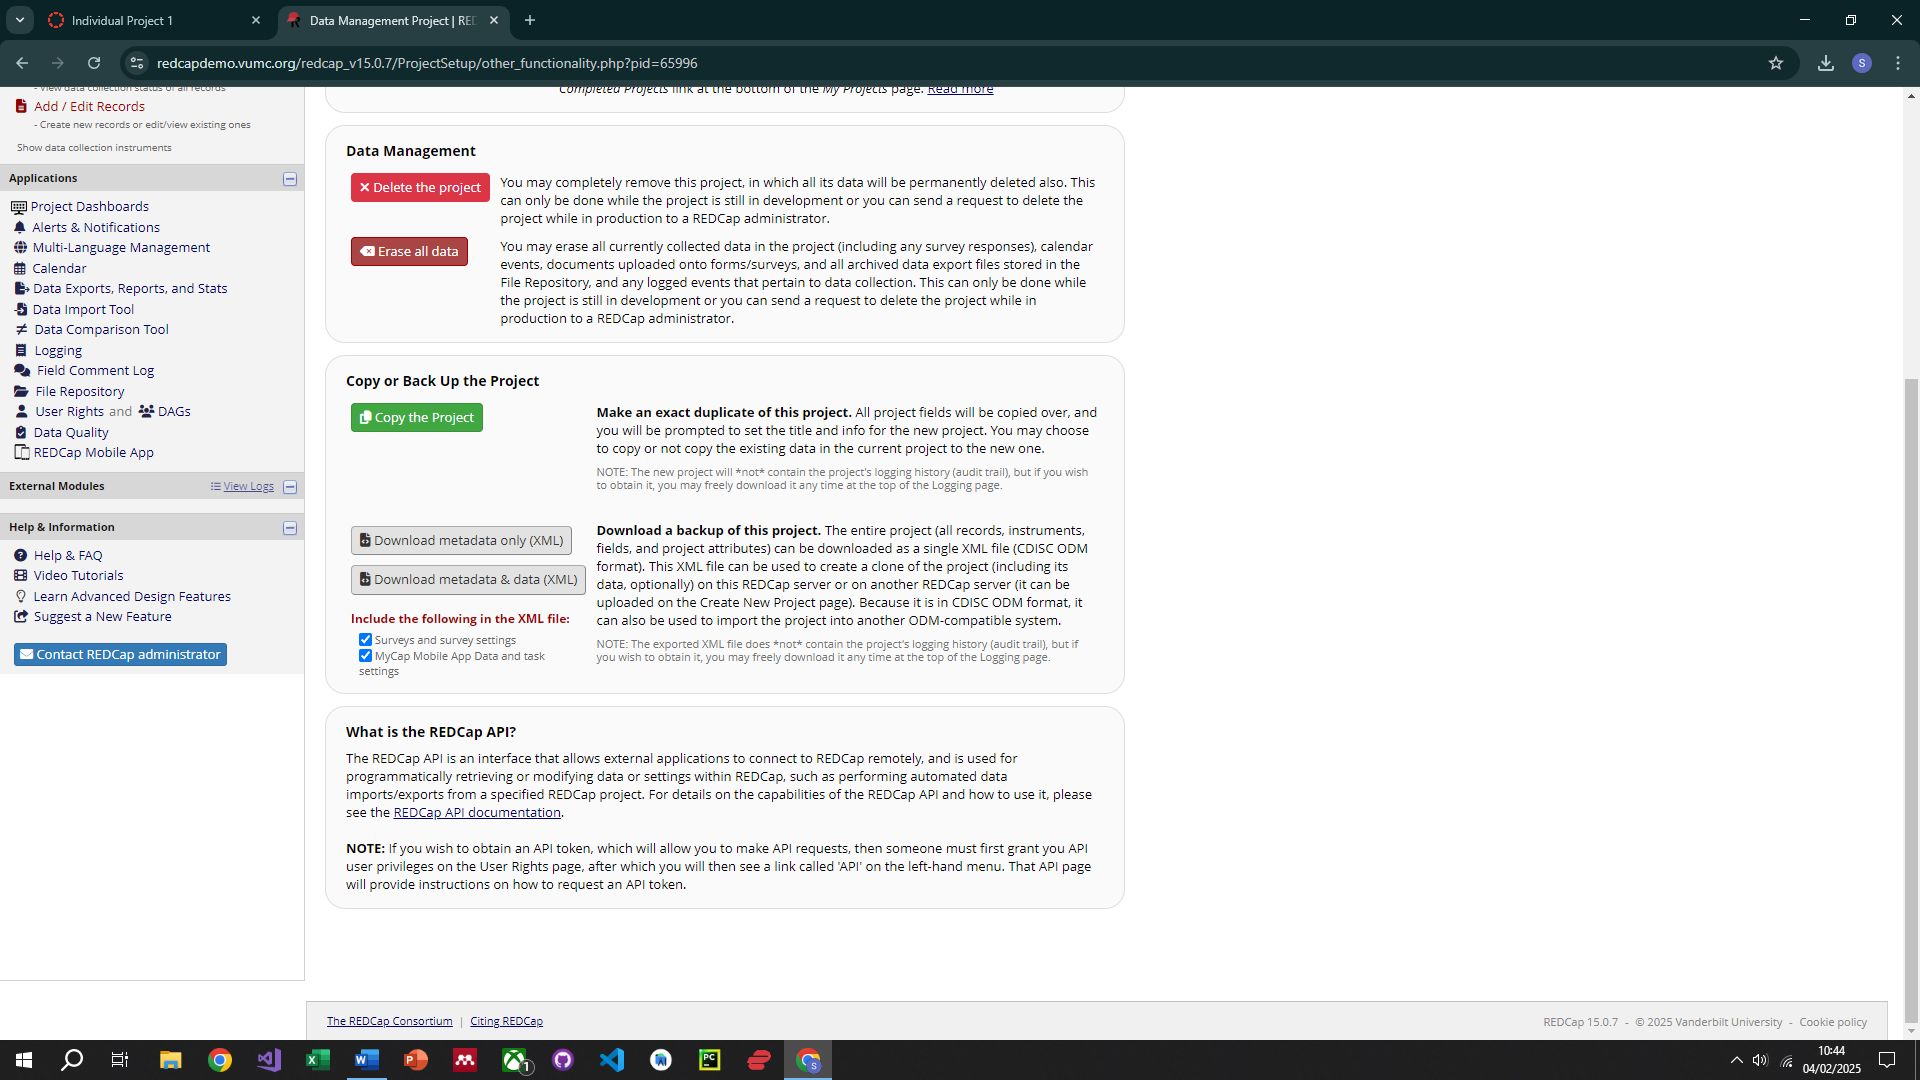 Individual Project 1
Data Management Project | RED
redcapdemo.vumc.org/redcap_v15.0.7/ProjectSetup/other_functionality.php?pid=65996
S
- View data collection status of all records
Add / Edit Records
- Create new records or edit/view existing ones
Show data collection instruments
Applications
Project Dashboards
Alerts & Notifications
Multi-Language Management
Calendar
Data Exports, Reports, and Stats
Data Import Tool
Data Comparison Tool
Logging
Field Comment Log
File Repository
User Rights and DAGs
Data Quality
REDCap Mobile App
External Modules
View Logs
Help & Information
Help & FAQ
Video Tutorials
Learn Advanced Design Features
Suggest a New Feature
Contact REDCap administrator
Completed Projects link at the bottom of the My Projects page. Read more
Data Management
Delete the project
You may completely remove this project, in which all its data will be permanently deleted also. This
can only be done while the project is still in development or you can send a request to delete the
project while in production to a REDCap administrator.
Erase all data
You may erase all currently collected data in the project (including any survey responses), calendar
events, documents uploaded onto forms/surveys, and all archived data export files stored in the
File Repository, and any logged events that pertain to data collection. This can only be done while
the project is still in development or you can send a request to delete the project while in
production to a REDCap administrator.
Copy or Back Up the Project
Copy the Project
Make an exact duplicate of this project. All project fields will be copied over, and
you will be prompted to set the title and info for the new project. You may choose
to copy or not copy the existing data in the current project to the new one.
NOTE: The new project will *not* contain the project's logging history (audit trail), but if you wish
to obtain it, you may freely download it any time at the top of the Logging page.
Download metadata only (XML)
Download metadata & data (XML)
Include the following in the XML file:
Surveys and survey settings
MyCap Mobile App Data and task
settings
Download a backup of this project. The entire project (all records, instruments,
fields, and project attributes) can be downloaded as a single XML file (CDISC ODM
format). This XML file can be used to create a clone of the project (including its
data, optionally) on this REDCap server or on another REDCap server (it can be
uploaded on the Create New Project page). Because it is in CDISC ODM format, it
can also be used to import the project into another ODM-compatible system.
NOTE: The exported XML file does *not* contain the project's logging history (audit trail), but if
you wish to obtain it, you may freely download it any time at the top of the Logging page.
What is the REDCap API?
The REDCap API is an interface that allows external applications to connect to REDCap remotely, and is used for
programmatically retrieving or modifying data or settings within REDCap, such as performing automated data
imports/exports from a specified REDCap project. For details on the capabilities of the REDCap API and how to use it, please
see the REDCap API documentation.
NOTE: If you wish to obtain an API token, which will allow you to make API requests, then someone must first grant you API
user privileges on the User Rights page, after which you will then see a link called 'API' on the left-hand menu. That API page
will provide instructions on how to request an API token.
The REDCap Consortium | Citing REDCap
REDCap 15.0.7 - © 2025 Vanderbilt University - Cookie policy
1
10:44
04/02/2025